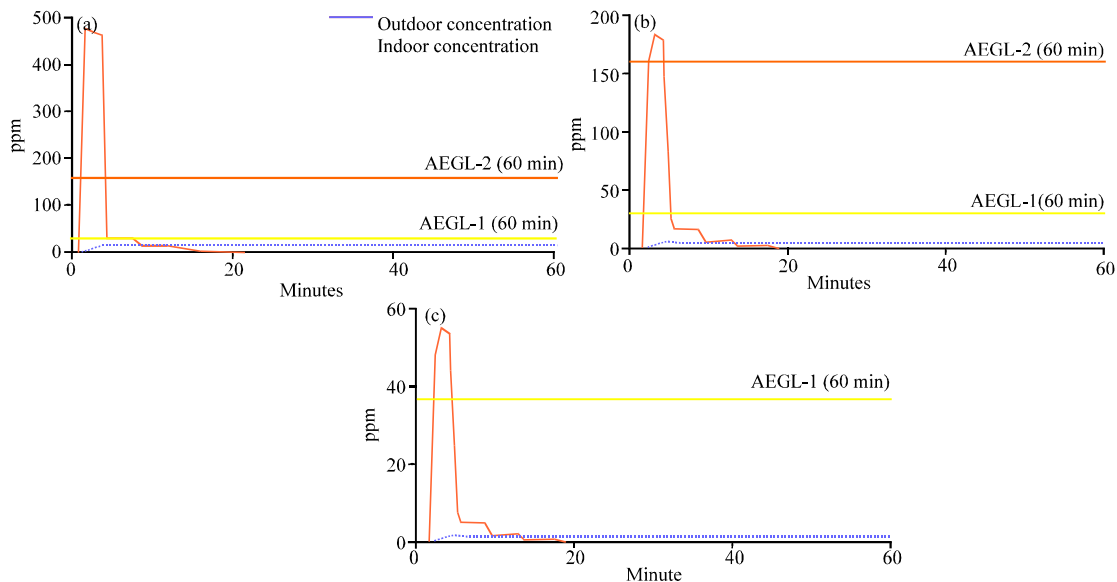 (a)
Outdoor concentration
Indoor concentration
500
400
300
200
100
0
ppm
AEGL-2 (60 min)
AEGL-1 (60 min)
0
20
40
60
Minutes
(b)
200
150
100
50
0
ppm
AEGL-2 (60 min)
AEGL-1(60 min)
0
20
40
60
Minutes
(c)
60
40
20
0
ppm
AEGL-1 (60 min)
0
20
40
60
Minute